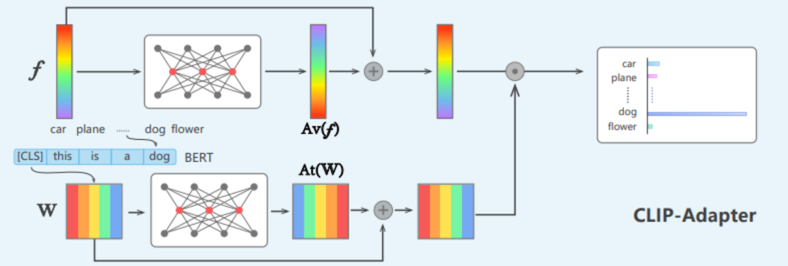 f
Av(f)
car plane ...... dog flower
[CLS] this is a dog BERT
At(W)
W
car
plane
dog
flower
CLIP-Adapter